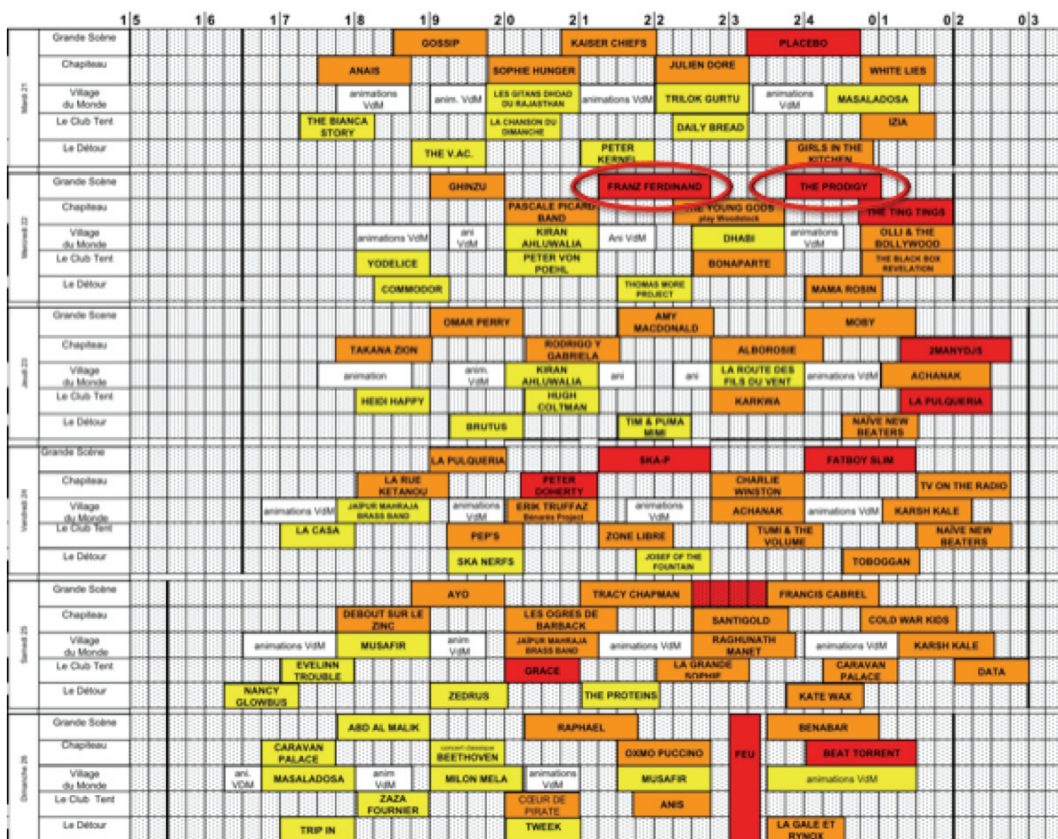 15 16 17 18 19 20 21 22 23 24 01 02 03
Mardi 21
Grande Scène GOSSIP KAISER CHIEFS PLACEBO
Chapiteau ANAIS SOPHIE HUNGER JULIEN DORE WHITE LIES
Village du Monde animations VdM anim. VdM LES GITANS DHOAD DU RAJASTHAN animations VdM TRILOK GURTU animations VdM MASALADOSA
Le Club Tent THE BIANCA STORY LA CHANSON DU DIMANCHE DAILY BREAD IZIA
Le Détour THE V.AC. PETER KERNEL GIRLS IN THE KITCHEN
Mercredi 22
Grande Scène GHINZU FRANZ FERDINAND THE PRODIGY
Chapiteau PASCALE PICARD BAND THE YOUNG GODS play Woodstock THE TING TINGS
Village du Monde animations VdM ani VdM KIRAN AHLUWALIA Ani VdM DHABI animations VdM OLLI & THE BOLLYWOOD
Le Club Tent YODELICE PETER VON POEHL BONAPARTE THE BLACK BOX REVELATION
Le Détour COMMODOR THOMAS MORE PROJECT MAMA ROSIN
Jeudi 23
Grande Scene OMAR PERRY AMY MACDONALD MOBY
Chapiteau TAKANA ZION RODRIGO Y GABRIELA ALBOROSIE 2MANYDJS
Village du Monde animation anim. VdM KIRAN AHLUWALIA ani ani LA ROUTE DES FILS DU VENT animations VdM ACHANAK
Le Club Tent HEIDI HAPPY HUGH COLTMAN KARKWA LA PULQUERIA
Le Détour BRUTUS TIM & PUMA MIMI NAÏVE NEW BEATERS
Vendredi 24
Grande Scène LA PULQUERIA SKA-P FATBOY SLIM
Chapiteau LA RUE KETANOU PETER DOHERTY CHARLIE WINSTON TV ON THE RADIO
Village du Monde animations VdM JAIPUR MAHRAJA BRASS BAND animations VdM ERIK TRUFFAZ Bénarès Project animations VdM ACHANAK animations VdM KARSH KALE
Le Club Tent LA CASA PEP'S ZONE LIBRE TUMI & THE VOLUME NAÏVE NEW BEATERS
Le Détour SKA NERFS JOSEF OF THE FOUNTAIN TOBOGGAN
Samedi 25
Grande Scène AYO TRACY CHAPMAN FRANCIS CABREL
Chapiteau DEBOUT SUR LE ZINC LES OGRES DE BARBACK SANTIGOLD COLD WAR KIDS
Village du Monde animations VdM MUSAFIR anim VdM JAIPUR MAHRAJA BRASS BAND animations VdM RAGHUNATH MANET animations VdM KARSH KALE
Le Club Tent EVELINN TROUBLE GRACE LA GRANDE SOPHIE CARAVAN PALACE DATA
Le Détour NANCY GLOWBUS ZEDRUS THE PROTEINS KATE WAX
Dimanche 26
Grande Scène ABD AL MALIK RAPHAEL FEU BENABAR
Chapiteau CARAVAN PALACE concert classique BEETHOVEN OXMO PUCCINO BEAT TORRENT
Village du Monde ani. VDM MASALADOSA anim VdM MILON MELA animations VdM MUSAFIR animations VdM
Le Club Tent ZAZA FOURNIER CŒUR DE PIRATE ANIS
Le Détour TRIP IN TWEEK LA GALE ET RYNOX